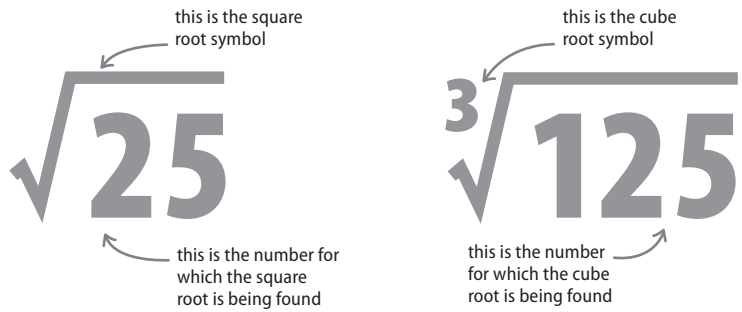 this is the square
root symbol
√25
this is the number for
which the square
root is being found
this is the cube
root symbol
3√125
this is the number
for which the cube
root is being found